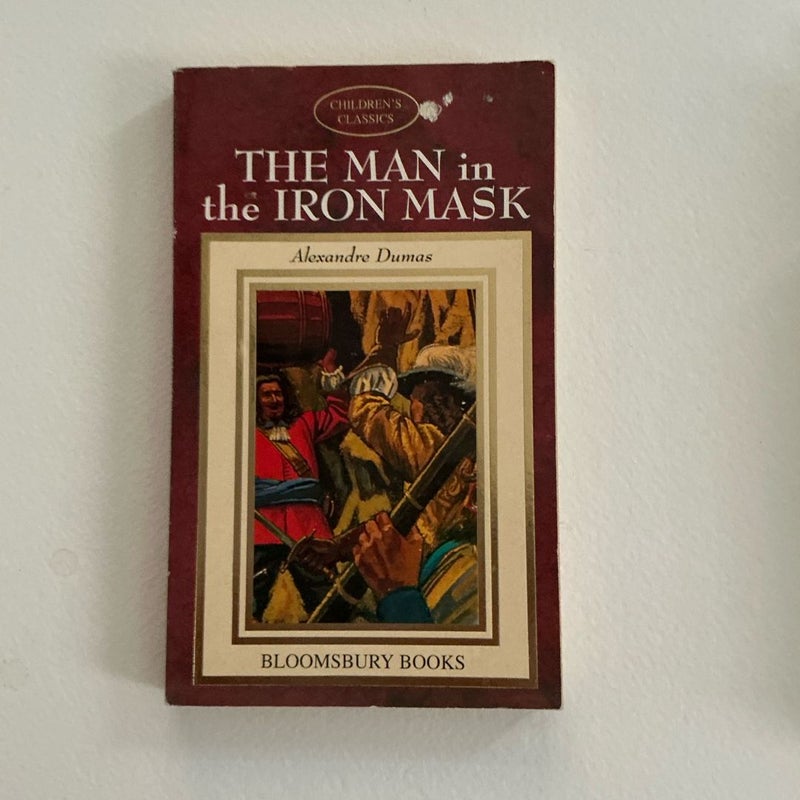 CHILDREN'S
CLASSICS
THE MAN in
the IRON MASK
Alexandre Dumas
BLOOMSBURY BOOKS